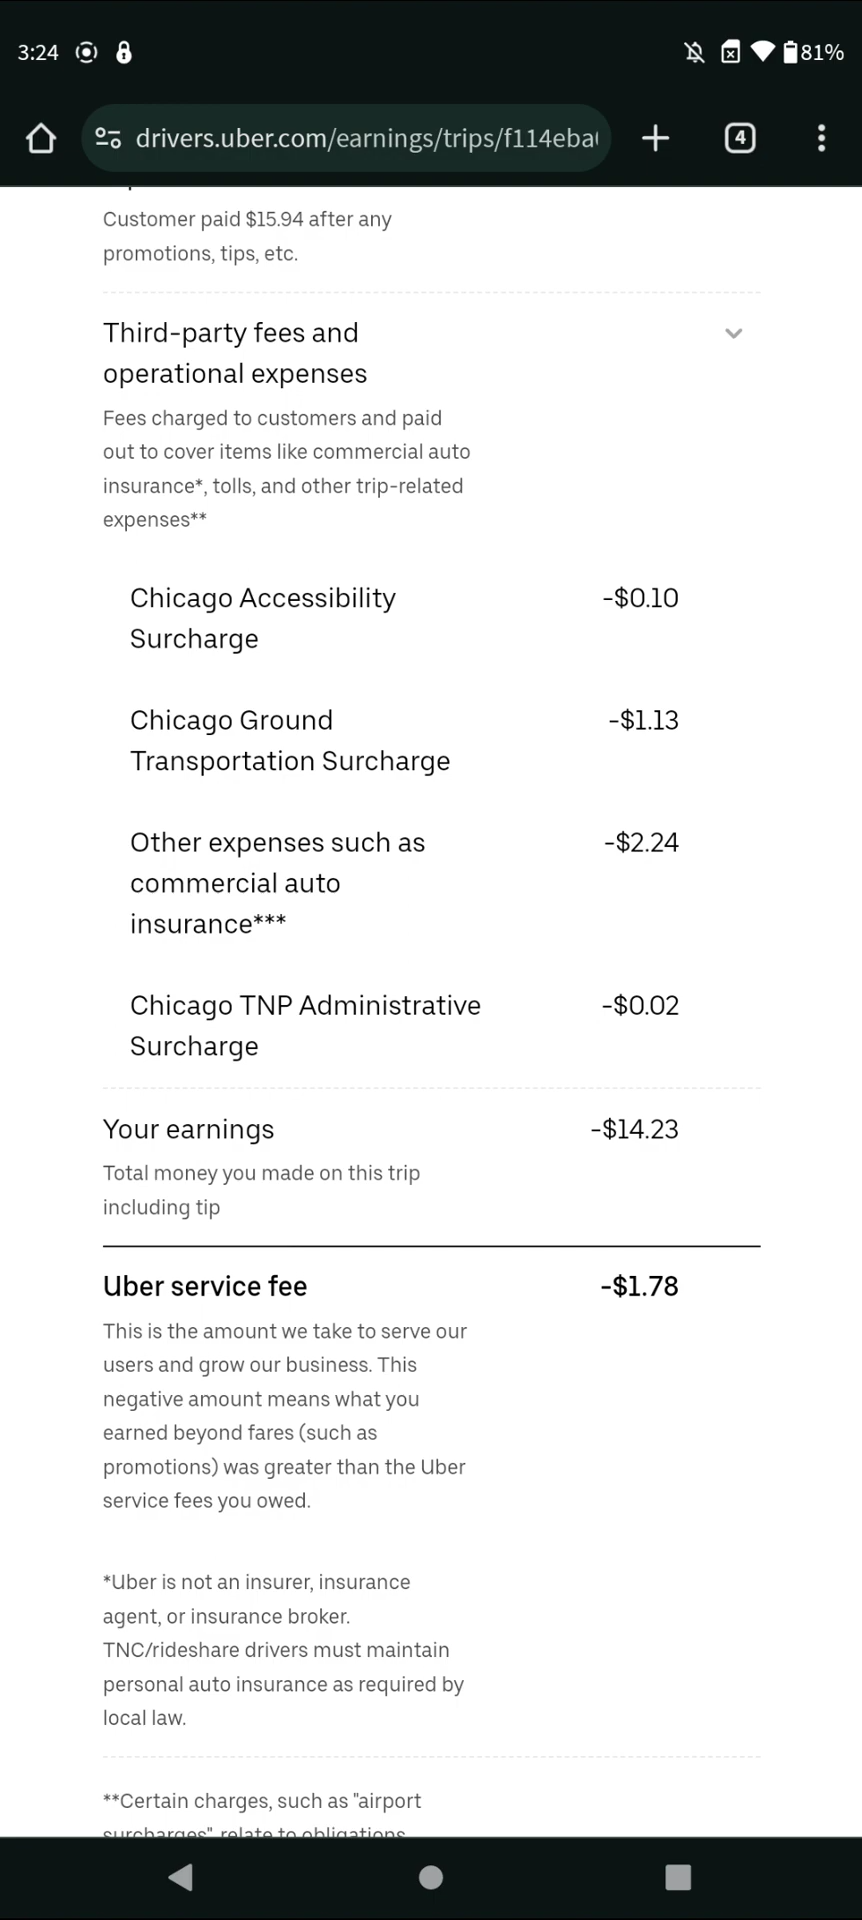 3:24
81%
drivers.uber.com/earnings/trips/f114eba
4
Customer paid $15.94 after any
promotions, tips, etc.
Third-party fees and
operational expenses
Fees charged to customers and paid
out to cover items like commercial auto
insurance*, tolls, and other trip-related
expenses**
Chicago Accessibility -$0.10
Surcharge
Chicago Ground -$1.13
Transportation Surcharge
Other expenses such as -$2.24
commercial auto
insurance***
Chicago TNP Administrative -$0.02
Surcharge
Your earnings -$14.23
Total money you made on this trip
including tip
Uber service fee -$1.78
This is the amount we take to serve our
users and grow our business. This
negative amount means what you
earned beyond fares (such as
promotions) was greater than the Uber
service fees you owed.
*Uber is not an insurer, insurance
agent, or insurance broker.
TNC/rideshare drivers must maintain
personal auto insurance as required by
local law.
**Certain charges, such as "airport
surcharges", relate to obligations